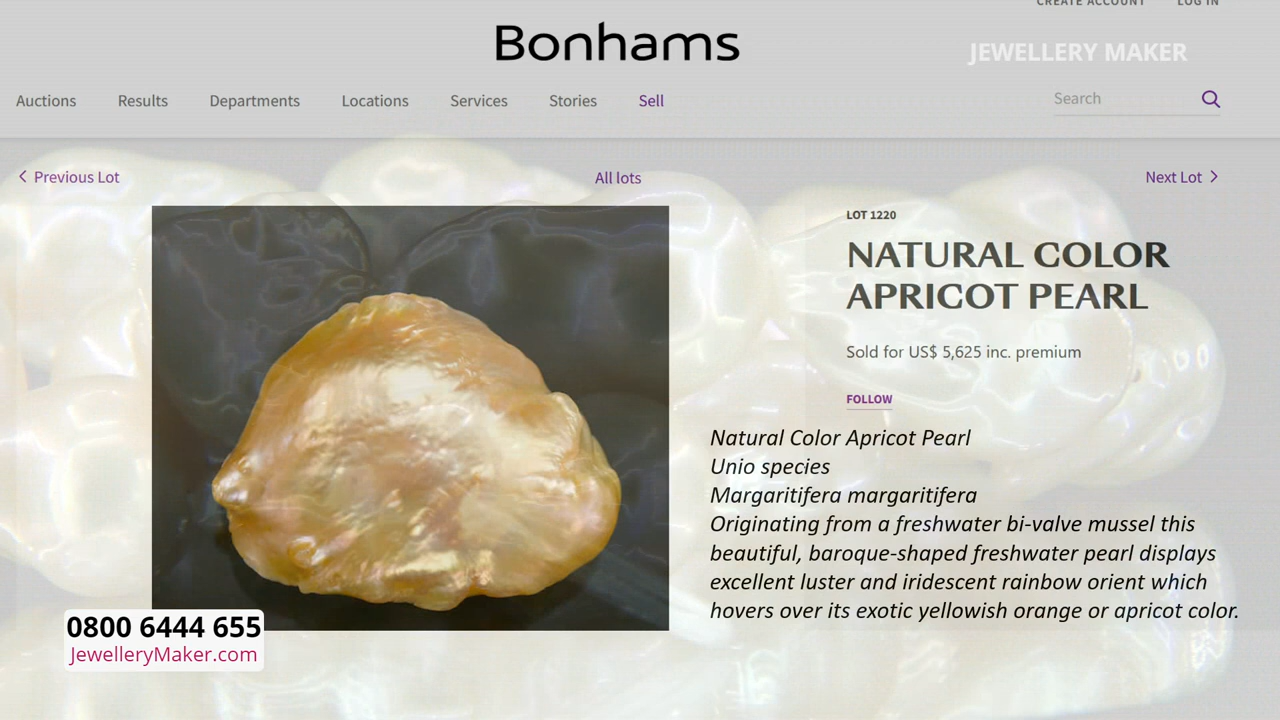 CREATE ACCOUNT LOG IN
Bonhams
JEWELLERY MAKER
Auctions Results Departments Locations Services Stories Sell
Search
Previous Lot All lots Next Lot
LOT 1220
NATURAL COLOR
APRICOT PEARL
Sold for US$ 5,625 inc. premium
FOLLOW
Natural Color Apricot Pearl
Unio species
Margaritifera margaritifera
Originating from a freshwater bi-valve mussel this
beautiful, baroque-shaped freshwater pearl displays
excellent luster and iridescent rainbow orient which
hovers over its exotic yellowish orange or apricot color.
0800 6444 655
JewelleryMaker.com